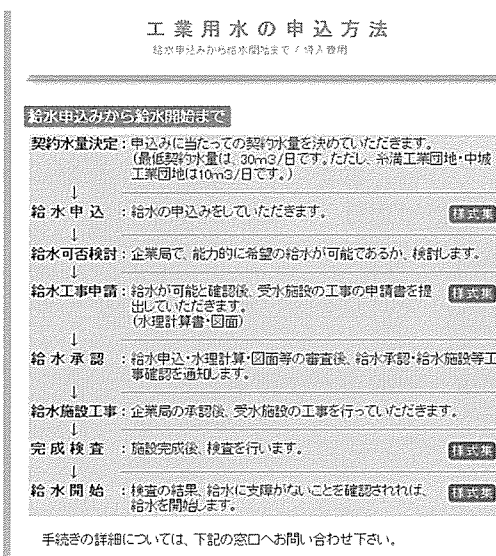 工業用水の申込方法
給水申込みから給水開始まで / 導入費用
給水申込みから給水開始まで
契約水量決定：申込みに当たっての契約水量を決めていただきます。
(最低契約水量は、30m3/日です。ただし、糸満工業団地・中城
工業団地は10m3/日です。)
↓
給水申込：給水の申込みをしていただきます。 様式集
↓
給水可否検討：企業局で、能力的に希望の給水が可能であるか、検討します。
↓
給水工事申請：給水が可能と確認後、受水施設の工事の申請書を提 様式集
出していただきます。
(水理計算書・図面)
↓
給水承認：給水申込・水理計算・図面等の審査後、給水承認・給水施設等工
事確認を通知します。
↓
給水施設工事：企業局の承認後、受水施設の工事を行っていただきます。
↓
完成検査：施設完成後、検査を行います。 様式集
↓
給水開始：検査の結果、給水に支障がないことを確認されれば、 様式集
給水を開始します。
手続きの詳細については、下記の窓口へお問い合わせ下さい。